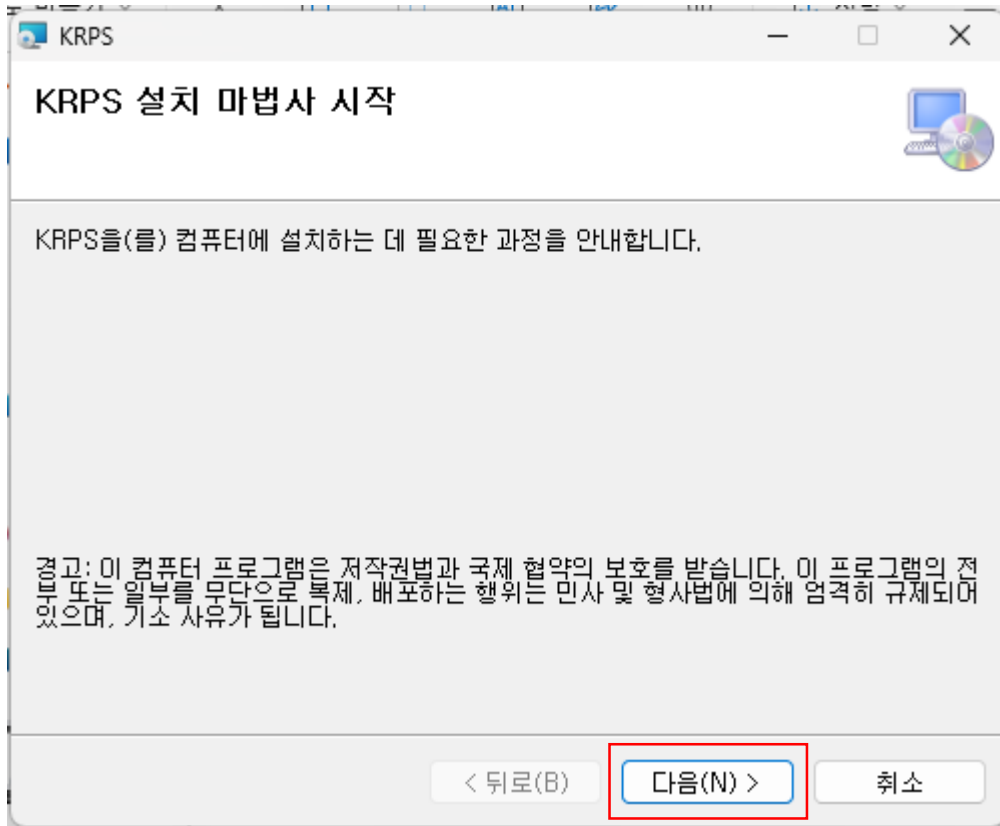 KRPS
KRPS 설치 마법사 시작
KRPS을(를) 컴퓨터에 설치하는 데 필요한 과정을 안내합니다.
경고: 이 컴퓨터 프로그램은 저작권법과 국제 협약의 보호를 받습니다. 이 프로그램의 전
부 또는 일부를 무단으로 복제, 배포하는 행위는 민사 및 형사법에 의해 엄격히 규제되어
있으며, 기소 사유가 됩니다.
< 뒤로(B) 다음(N) > 취소